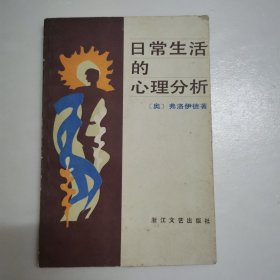 日常生活
的
心理分析
〔奥〕弗洛伊德著
浙江文艺出版社